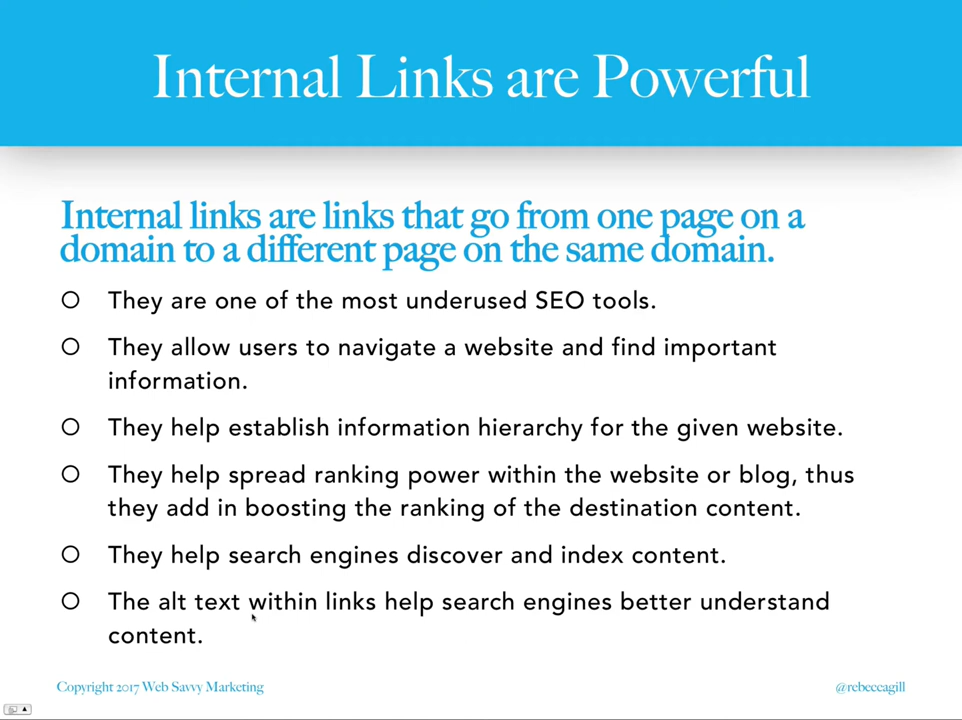 Internal Links are Powerful
Internal links are links that go from one page on a
domain to a different page on the same domain.
They are one of the most underused SEO tools.
They allow users to navigate a website and find important
information.
They help establish information hierarchy for the given website.
They help spread ranking power within the website or blog, thus
they add in boosting the ranking of the destination content.
They help search engines discover and index content.
The alt text within links help search engines better understand
content.
Copyright 2017 Web Savvy Marketing
@rebeccagill